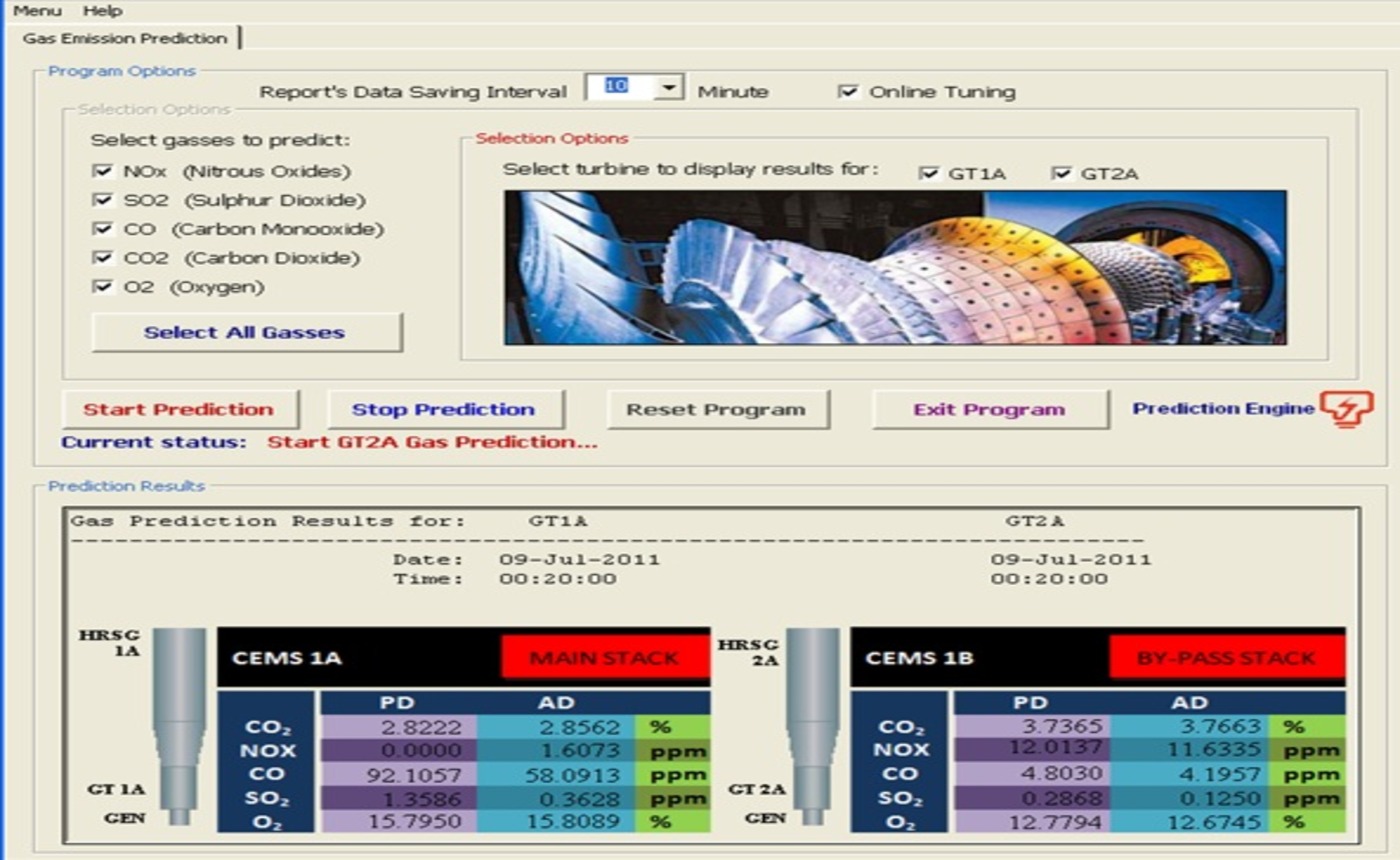 Menu Help
Gas Emission Prediction
Program Options
Report's Data Saving Interval 10 Minute Online Tuning
Selection Options
Select gasses to predict:
NOx (Nitrous Oxides)
SO2 (Sulphur Dioxide)
CO (Carbon Monooxide)
CO2 (Carbon Dioxide)
O2 (Oxygen)
Select All Gasses
Selection Options
Select turbine to display results for: GT1A GT2A
Start Prediction Stop Prediction Reset Program Exit Program Prediction Engine
Current status: Start GT2A Gas Prediction...
Prediction Results
Gas Prediction Results for: GT1A GT2A
--------------------------------------------------------------------------------
Date: 09-Jul-2011 09-Jul-2011
Time: 00:20:00 00:20:00
HRSG
1A
CEMS 1A MAIN STACK
PD AD
CO₂ 2.8222 2.8562 %
NOX 0.0000 1.6073 ppm
CO 92.1057 58.0913 ppm
SO₂ 1.3586 0.3628 ppm
O₂ 15.7950 15.8089 %
GT 1A
GEN
HRSG
2A
CEMS 1B BY-PASS STACK
PD AD
CO₂ 3.7365 3.7663 %
NOX 12.0137 11.6335 ppm
CO 4.8030 4.1957 ppm
SO₂ 0.2868 0.1250 ppm
O₂ 12.7794 12.6745 %
GT 2A
GEN